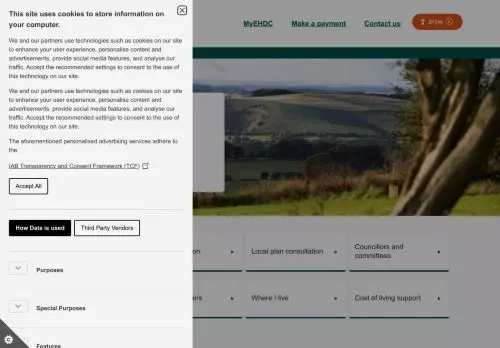 This site uses cookies to store information on
your computer.
We and our partners use technologies such as cookies on our site
to enhance your user experience, personalise content and
advertisements, provide social media features, and analyse our
traffic. Accept the recommended settings to consent to the use
of this technology on our site.
We and our partners use technologies such as cookies on our site
to enhance your user experience, personalise content and
advertisements, provide social media features, and analyse our
traffic. Accept the recommended settings to consent to the use
of this technology on our site.
The aforementioned personalised advertising services adhere to
the
IAB Transparency and Consent Framework (TCF)
Accept All
How Data is used
Third Party Vendors
Purposes
Special Purposes
Features
MyEHDC
Make a payment
Contact us
Local plan consultation
Councillors and
committees
Where I live
Cost of living support